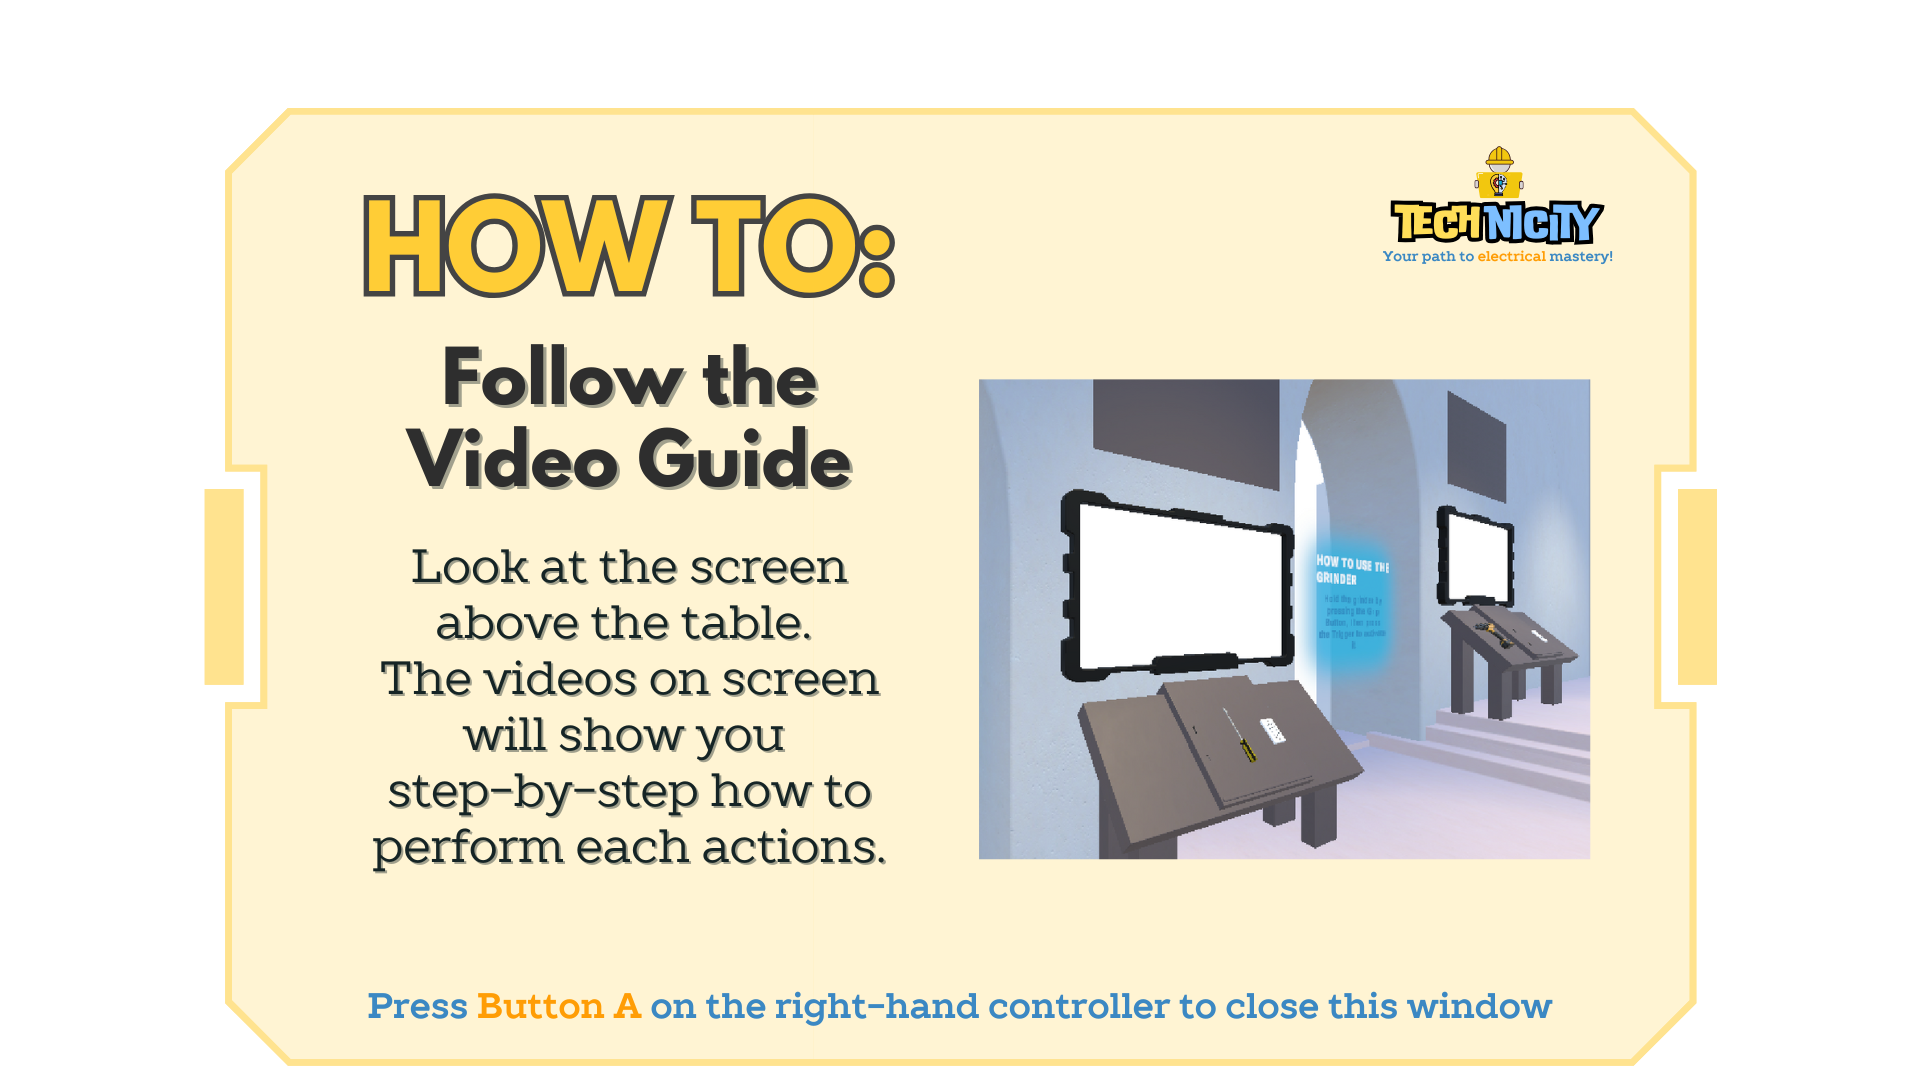 HOW TO:
TECHNICITY
Your path to electrical mastery!
Follow the
Video Guide
Look at the screen
above the table.
The videos on screen
will show you
step-by-step how to
perform each actions.
HOW TO USE THE
GRINDER
Press Button A on the right-hand controller to close this window